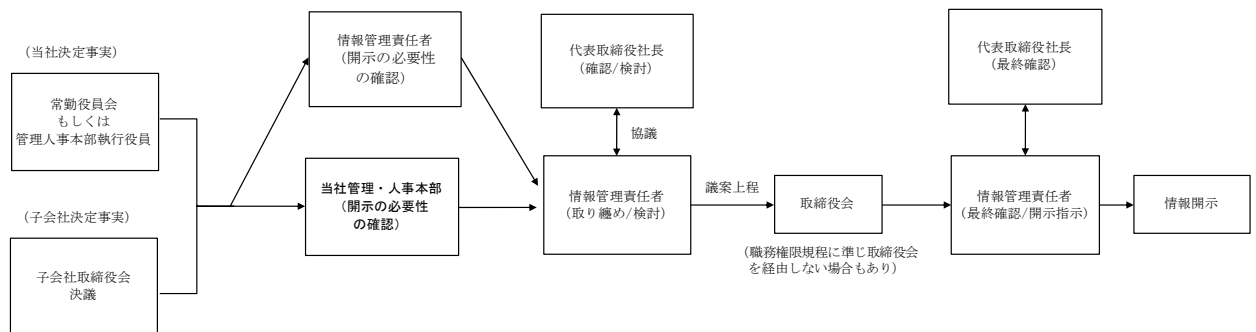 （当社決定事実）
常勤役員会
もしくは
管理人事本部執行役員
（子会社決定事実）
子会社取締役会
決議
情報管理責任者
（開示の必要性
の確認）
当社管理・人事本部
（開示の必要性
の確認）
代表取締役社長
（確認/検討）
協議
情報管理責任者
（取り纏め/検討）
議案上程
取締役会
（職務権限規程に準じ取締役会
を経由しない場合もあり）
代表取締役社長
（最終確認）
情報管理責任者
（最終確認/開示指示）
情報開示